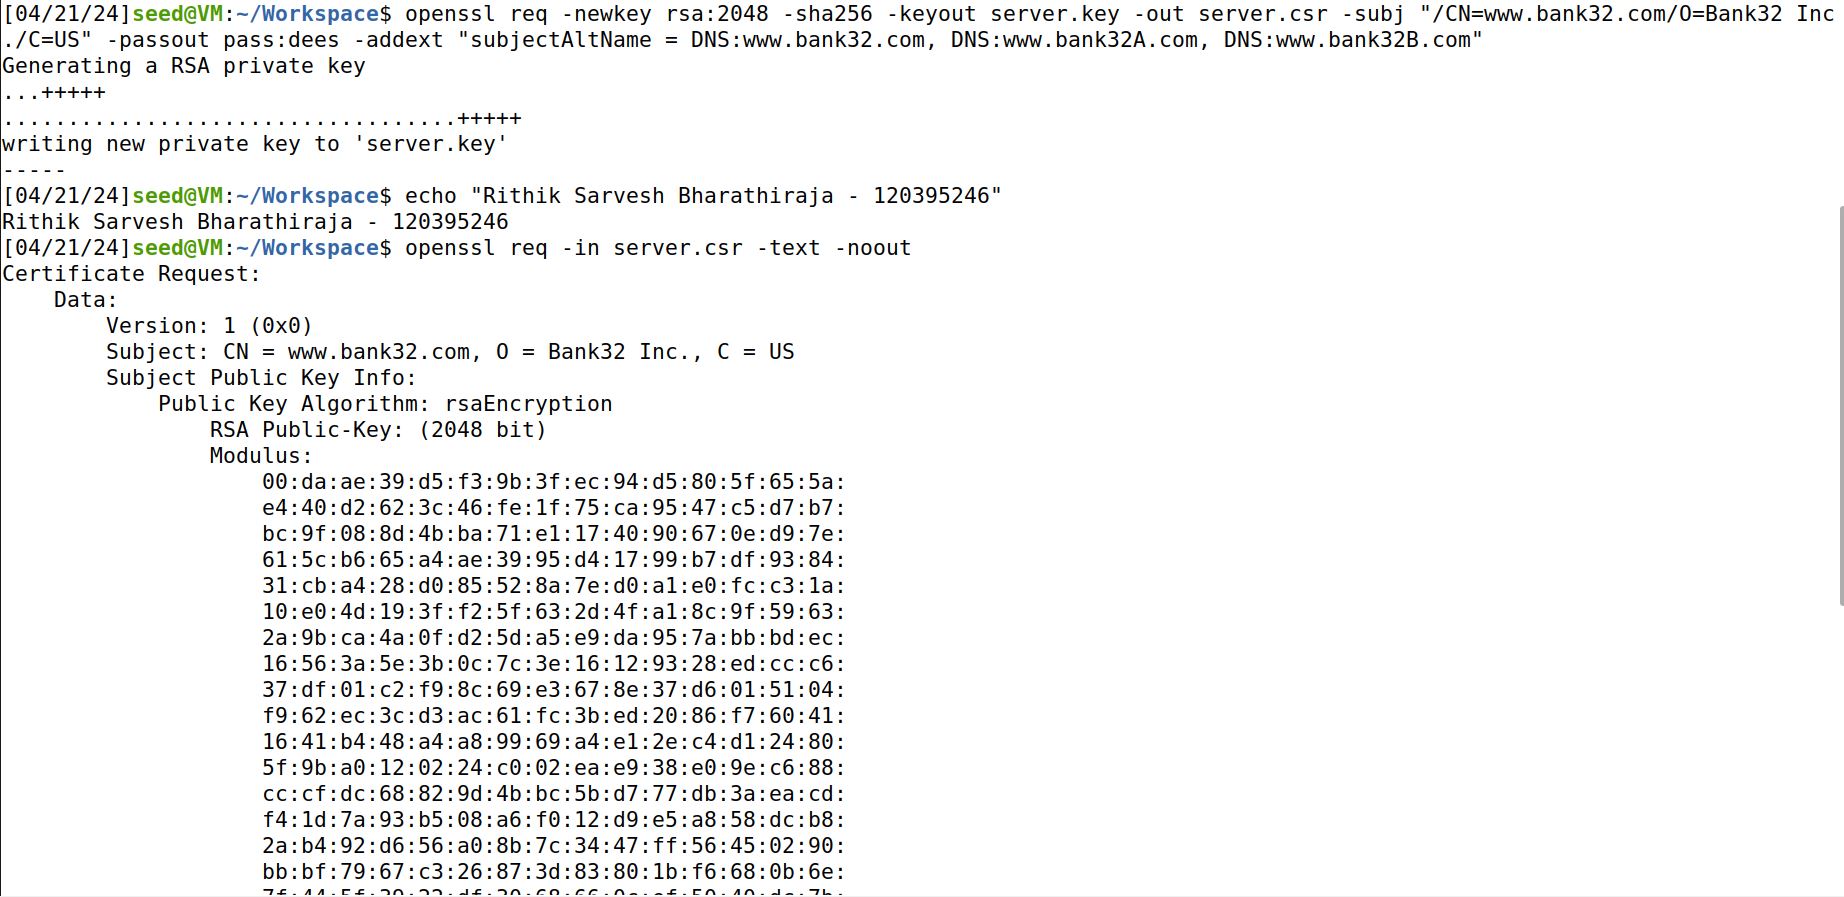 [04/21/24]seed@VM:~/Workspace$ openssl req -newkey rsa:2048 -sha256 -keyout server.key -out server.csr -subj "/CN=www.bank32.com/O=Bank32 Inc
./C=US" -passout pass:dees -addext "subjectAltName = DNS:www.bank32.com, DNS:www.bank32A.com, DNS:www.bank32B.com"
Generating a RSA private key
...+++++
...................................+++++
writing new private key to 'server.key'
-----
[04/21/24]seed@VM:~/Workspace$ echo "Rithik Sarvesh Bharathiraja - 120395246"
Rithik Sarvesh Bharathiraja - 120395246
[04/21/24]seed@VM:~/Workspace$ openssl req -in server.csr -text -noout
Certificate Request:
    Data:
        Version: 1 (0x0)
        Subject: CN = www.bank32.com, O = Bank32 Inc., C = US
        Subject Public Key Info:
            Public Key Algorithm: rsaEncryption
                RSA Public-Key: (2048 bit)
                Modulus:
                    00:da:ae:39:d5:f3:9b:3f:ec:94:d5:80:5f:65:5a:
                    e4:40:d2:62:3c:46:fe:1f:75:ca:95:47:c5:d7:b7:
                    bc:9f:08:8d:4b:ba:71:e1:17:40:90:67:0e:d9:7e:
                    61:5c:b6:65:a4:ae:39:95:d4:17:99:b7:df:93:84:
                    31:cb:a4:28:d0:85:52:8a:7e:d0:a1:e0:fc:c3:1a:
                    10:e0:4d:19:3f:f2:5f:63:2d:4f:a1:8c:9f:59:63:
                    2a:9b:ca:4a:0f:d2:5d:a5:e9:da:95:7a:bb:bd:ec:
                    16:56:3a:5e:3b:0c:7c:3e:16:12:93:28:ed:cc:c6:
                    37:df:01:c2:f9:8c:69:e3:67:8e:37:d6:01:51:04:
                    f9:62:ec:3c:d3:ac:61:fc:3b:ed:20:86:f7:60:41:
                    16:41:b4:48:a4:a8:99:69:a4:e1:2e:c4:d1:24:80:
                    5f:9b:a0:12:02:24:c0:02:ea:e9:38:e0:9e:c6:88:
                    cc:cf:dc:68:82:9d:4b:bc:5b:d7:77:db:3a:ea:cd:
                    f4:1d:7a:93:b5:08:a6:f0:12:d9:e5:a8:58:dc:b8:
                    2a:b4:92:d6:56:a0:8b:7c:34:47:ff:56:45:02:90:
                    bb:bf:79:67:c3:26:87:3d:83:80:1b:f6:68:0b:6e: